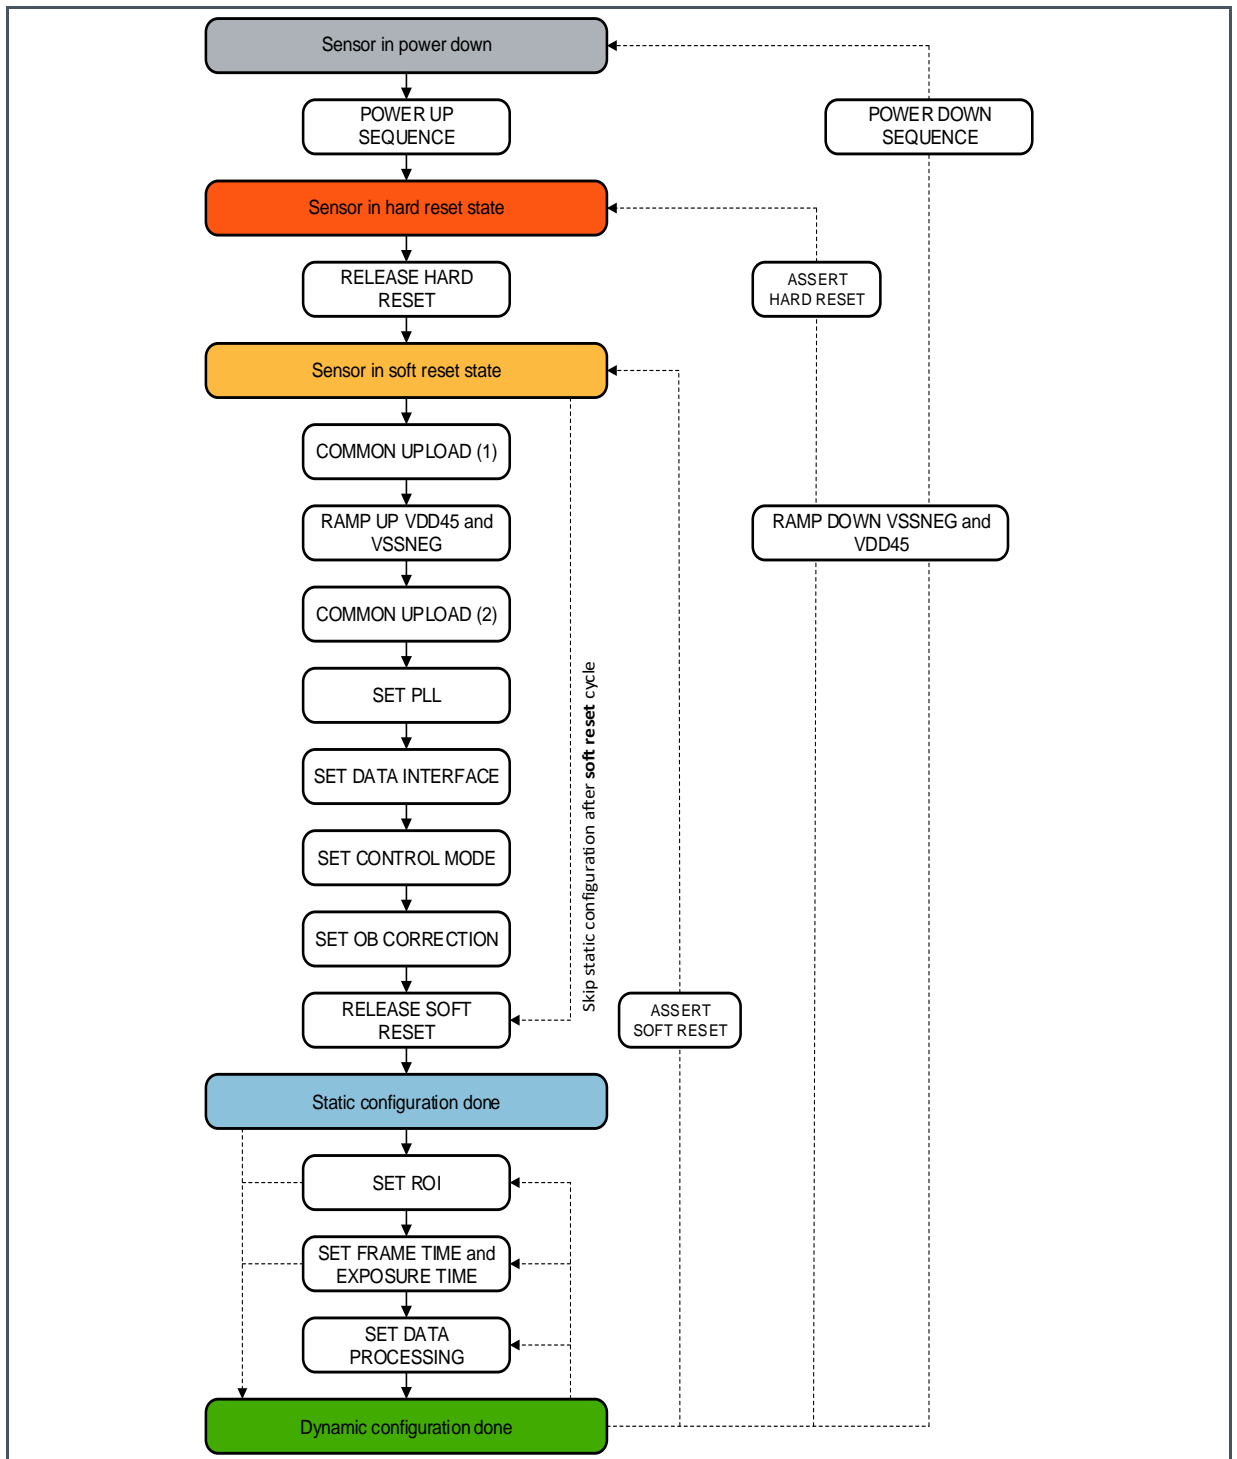 Sensor in power down
POWER UP
SEQUENCE
POWER DOWN
SEQUENCE
Sensor in hard reset state
RELEASE HARD
RESET
ASSERT
HARD RESET
Sensor in soft reset state
COMMON UPLOAD (1)
RAMP UP VDD45 and
VSSNEG
RAMP DOWN VSSNEG and
VDD45
COMMON UPLOAD (2)
SET PLL
SET DATA INTERFACE
SET CONTROL MODE
SET OB CORRECTION
Skip static configuration after soft reset cycle
RELEASE SOFT
RESET
ASSERT
SOFT RESET
Static configuration done
SET ROI
SET FRAME TIME and
EXPOSURE TIME
SET DATA
PROCESSING
Dynamic configuration done